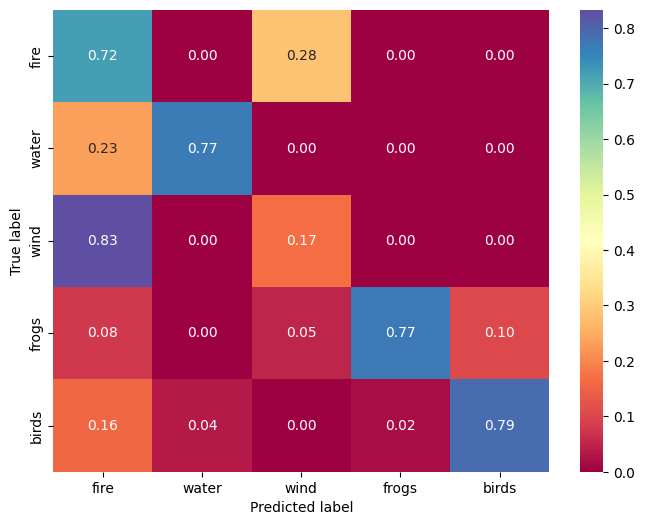 fire 0.72 0.00 0.28 0.00 0.00
water 0.23 0.77 0.00 0.00 0.00
wind 0.83 0.00 0.17 0.00 0.00
frogs 0.08 0.00 0.05 0.77 0.10
birds 0.16 0.04 0.00 0.02 0.79
True label
fire water wind frogs birds
Predicted label
0.8
0.7
0.6
0.5
0.4
0.3
0.2
0.1
0.0